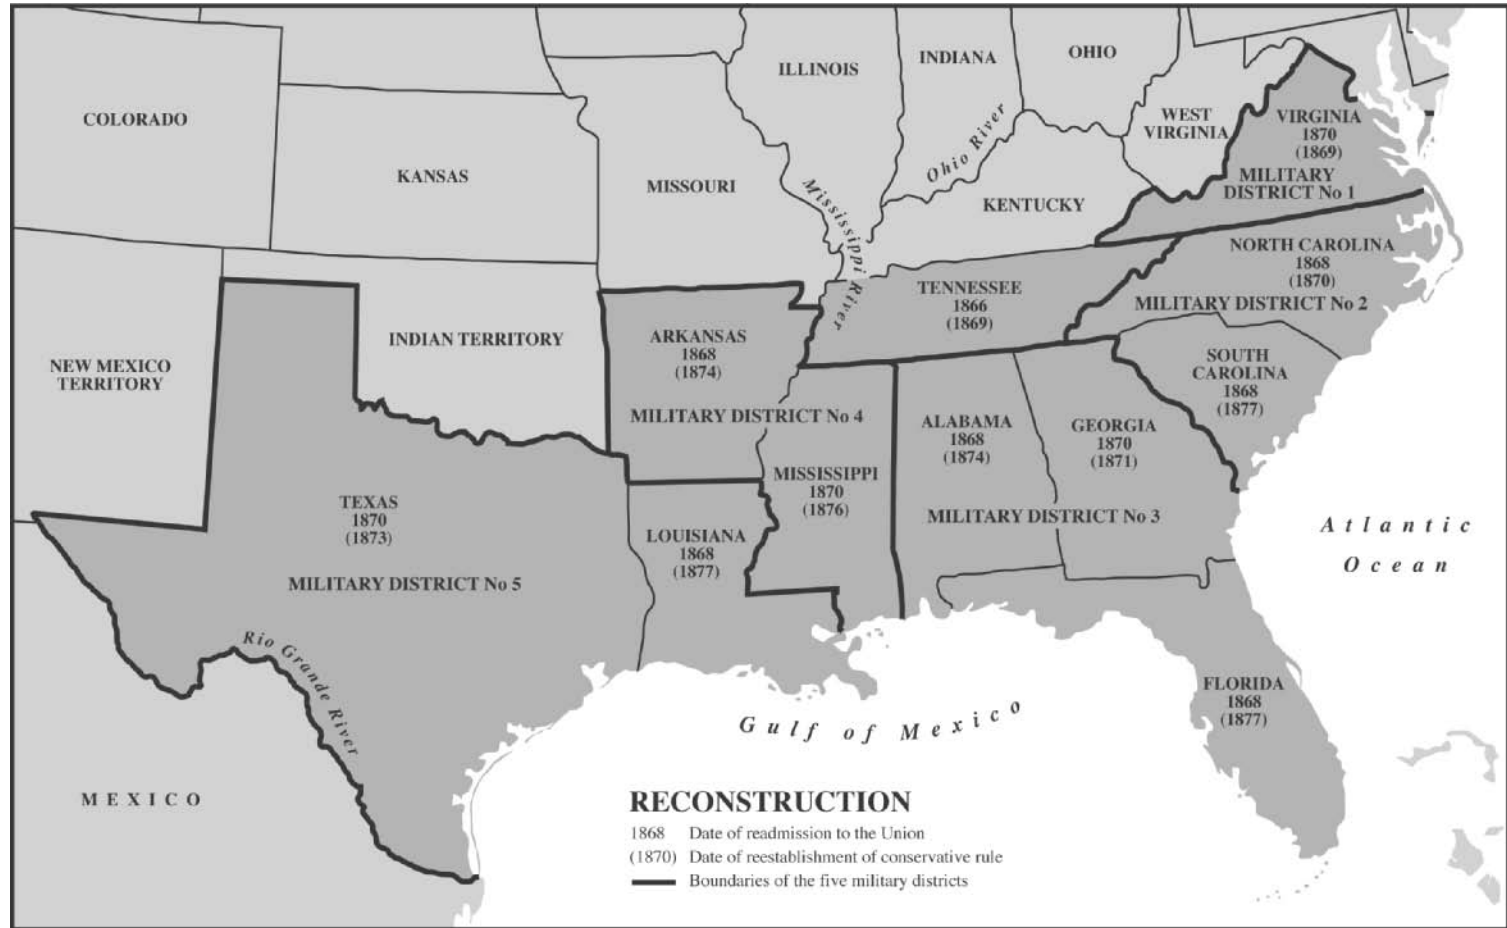 COLORADO
KANSAS
MISSOURI
ILLINOIS
INDIANA
OHIO
WEST
VIRGINIA
KENTUCKY
Mississippi River
Ohio River
VIRGINIA
1870
(1869)
MILITARY
DISTRICT No 1
NORTH CAROLINA
1868
(1870)
MILITARY DISTRICT No 2
TENNESSEE
1866
(1869)
SOUTH
CAROLINA
1868
(1877)
NEW MEXICO
TERRITORY
INDIAN TERRITORY
ARKANSAS
1868
(1874)
MILITARY DISTRICT No 4
MISSISSIPPI
1870
(1876)
ALABAMA
1868
(1874)
GEORGIA
1870
(1871)
MILITARY DISTRICT No 3
TEXAS
1870
(1873)
MILITARY DISTRICT No 5
LOUISIANA
1868
(1877)
FLORIDA
1868
(1877)
Rio Grande River
MEXICO
Gulf of Mexico
Atlantic
Ocean
RECONSTRUCTION
1868 Date of readmission to the Union
(1870) Date of reestablishment of conservative rule
Boundaries of the five military districts